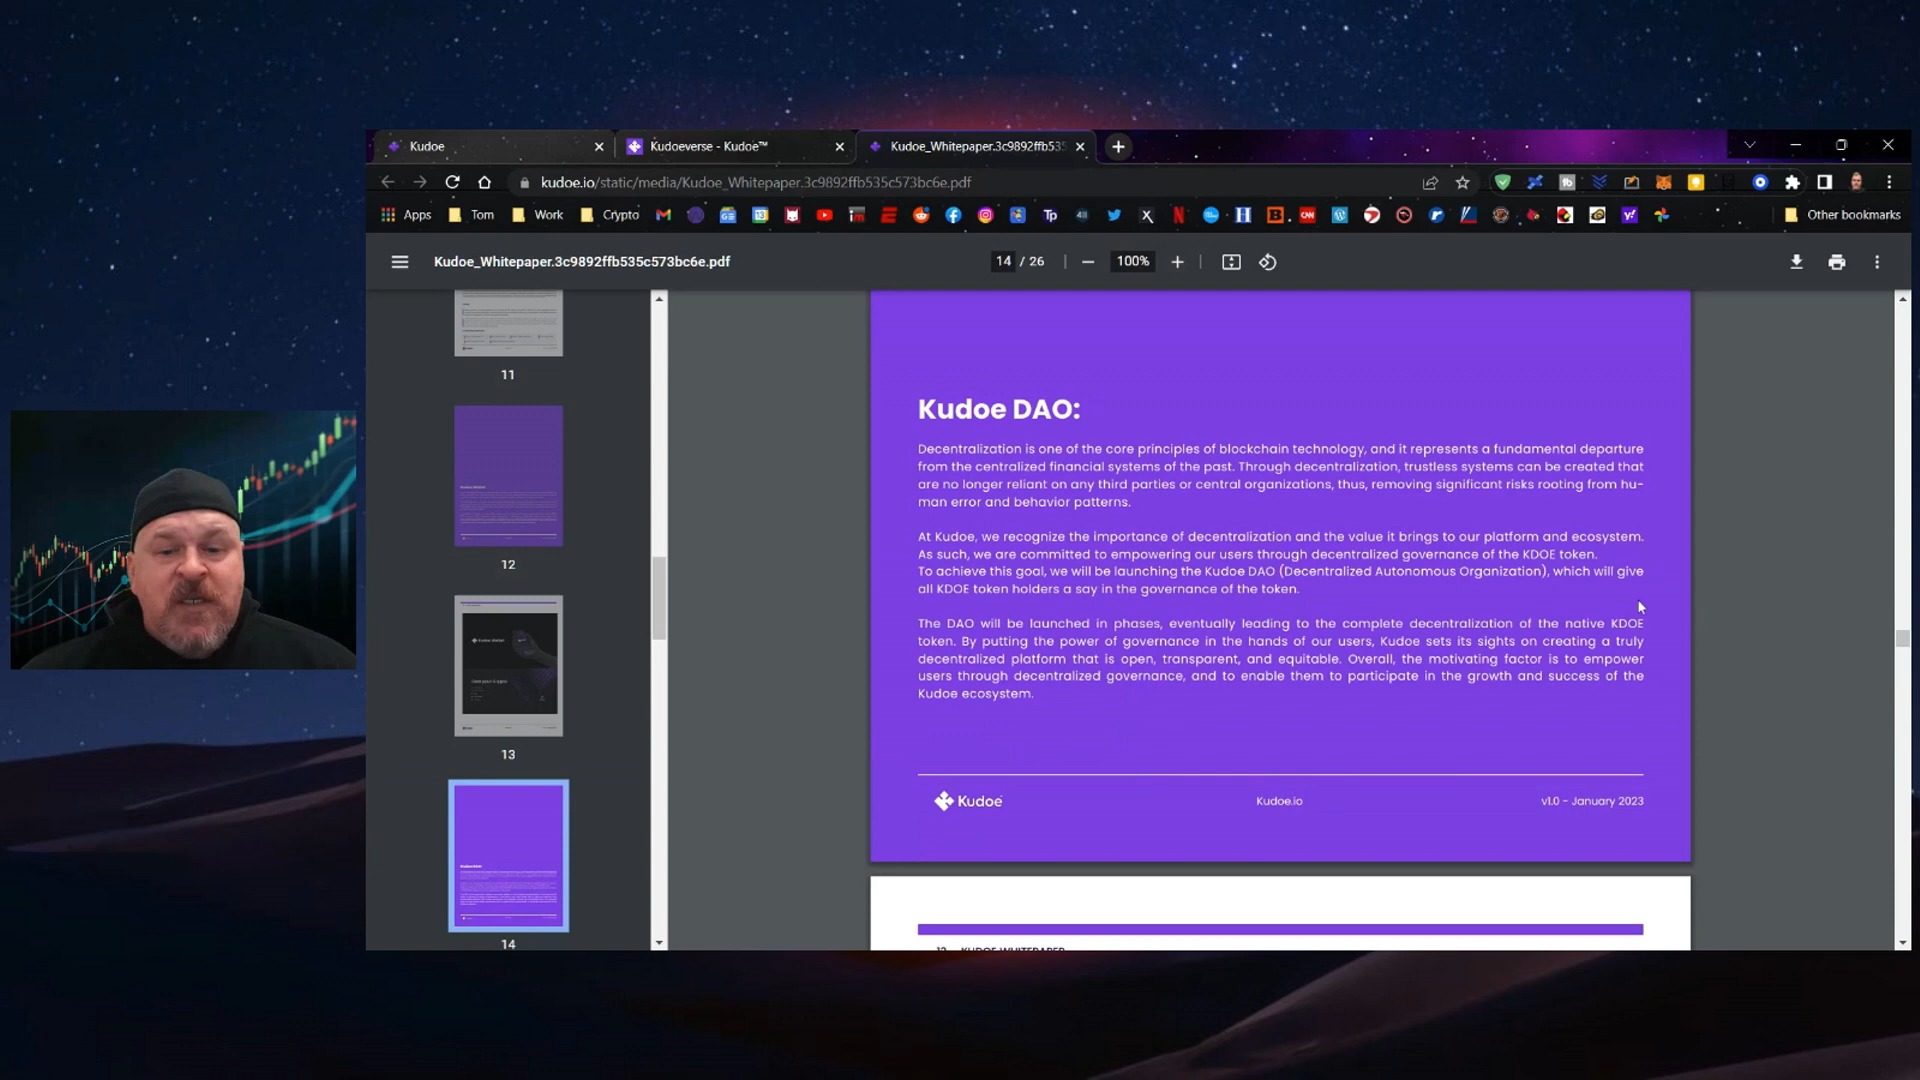 Kudoe
Kudoeverse - Kudoe™
Kudoe_Whitepaper.3c9892ffb535
kudoe.io/static/media/Kudoe_Whitepaper.3c9892ffb535c573bc6e.pdf
Apps
Tom
Work
Crypto
Other bookmarks
Kudoe_Whitepaper.3c9892ffb535c573bc6e.pdf
14 / 26
100%
11
12
13
14
Kudoe DAO:
Decentralization is one of the core principles of blockchain technology, and it represents a fundamental departure
from the centralized financial systems of the past. Through decentralization, trustless systems can be created that
are no longer reliant on any third parties or central organizations, thus, removing significant risks rooting from hu-
man error and behavior patterns.
At Kudoe, we recognize the importance of decentralization and the value it brings to our platform and ecosystem.
As such, we are committed to empowering our users through decentralized governance of the KDOE token.
To achieve this goal, we will be launching the Kudoe DAO (Decentralized Autonomous Organization), which will give
all KDOE token holders a say in the governance of the token.
The DAO will be launched in phases, eventually leading to the complete decentralization of the native KDOE
token. By putting the power of governance in the hands of our users, Kudoe sets its sights on creating a truly
decentralized platform that is open, transparent, and equitable. Overall, the motivating factor is to empower
users through decentralized governance, and to enable them to participate in the growth and success of the
Kudoe ecosystem.
Kudoe
Kudoe.io
v1.0 - January 2023
KUDOE WHITEPAPER